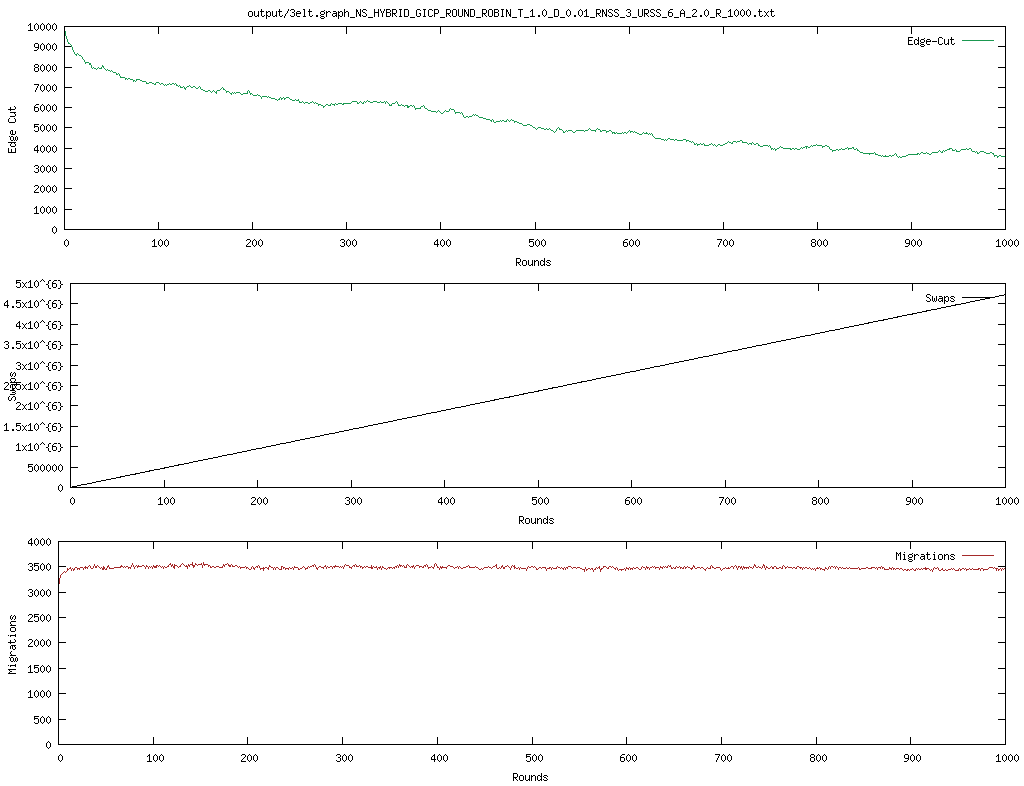 output/3elt.graph_NS_HYBRID_GICP_ROUND_ROBIN_T_1.0_D_0.01_RNSS_3_URSS_6_A_2.0_R_1000.txt
10000
9000
8000
7000
6000
5000
4000
3000
2000
1000
0
Edge Cut
Edge-Cut
0 100 200 300 400 500 600 700 800 900 1000
Rounds
5x10^{6}
4.5x10^{6}
4x10^{6}
3.5x10^{6}
3x10^{6}
2.5x10^{6}
2x10^{6}
1.5x10^{6}
1x10^{6}
500000
0
Swaps
Swaps
0 100 200 300 400 500 600 700 800 900 1000
Rounds
4000
3500
3000
2500
2000
1500
1000
500
0
Migrations
Migrations
0 100 200 300 400 500 600 700 800 900 1000
Rounds